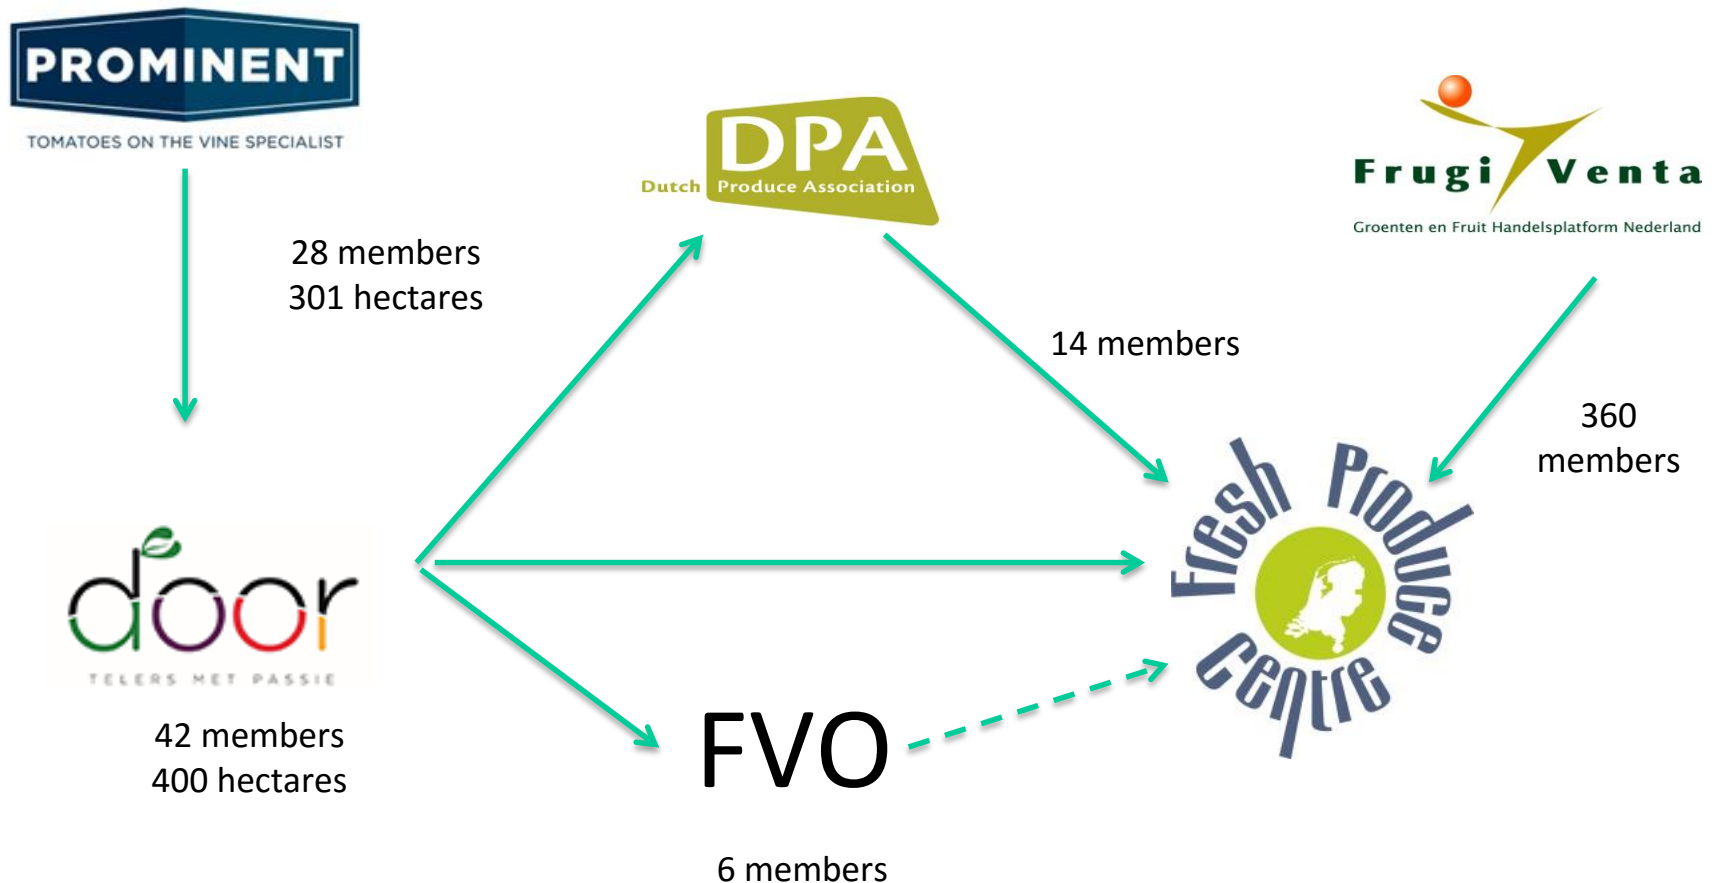 PROMINENT
TOMATOES ON THE VINE SPECIALIST
DPA
Dutch Produce Association
Frugi Venta
Groenten en Fruit Handelsplatform Nederland
28 members
301 hectares
14 members
360
members
Fresh Produce Centre
door
TELERS MET PASSIE
42 members
400 hectares
FVO
6 members